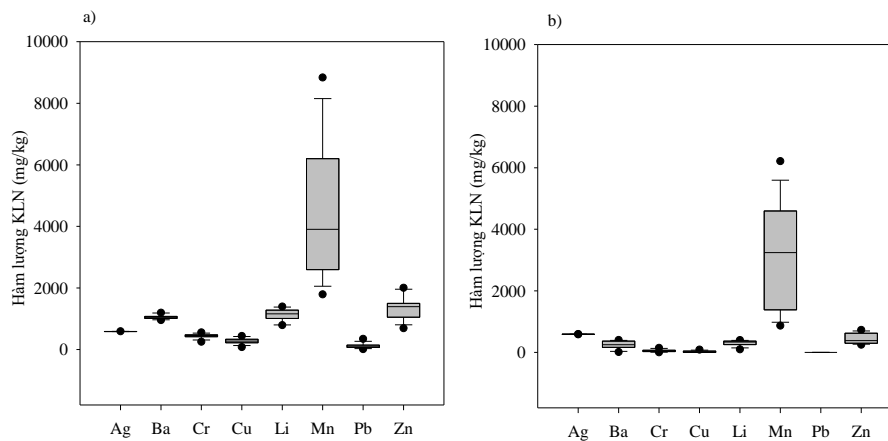 a)
Hàm lượng KLN (mg/kg)
10000
8000
6000
4000
2000
0
Ag Ba Cr Cu Li Mn Pb Zn
b)
Hàm lượng KLN (mg/kg)
10000
8000
6000
4000
2000
0
Ag Ba Cr Cu Li Mn Pb Zn